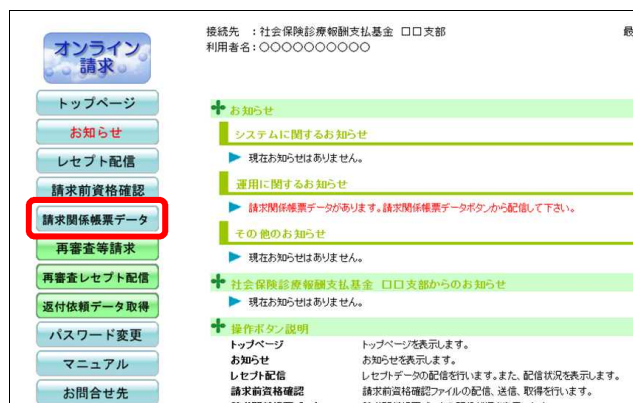 オンライン
請求
トップページ
お知らせ
レセプト配信
請求前資格確認
請求関係帳票データ
再審査等請求
再審査レセプト配信
返付依頼データ取得
パスワード変更
マニュアル
お問合せ先
接続先 ：社会保険診療報酬支払基金 口口支部
利用者名：〇〇〇〇〇〇〇〇〇〇
最
お知らせ
システムに関するお知らせ
現在お知らせはありません。
運用に関するお知らせ
請求関係帳票データがあります。請求関係帳票データボタンから配信して下さい。
その他のお知らせ
現在お知らせはありません。
社会保険診療報酬支払基金 口口支部からのお知らせ
現在お知らせはありません。
操作ボタン説明
トップページ トップページを表示します。
お知らせ お知らせを表示します。
レセプト配信 レセプトデータの配信を行います。また、配信状況を表示します。
請求前資格確認 請求前資格確認ファイルの配信、送信、取得を行います。